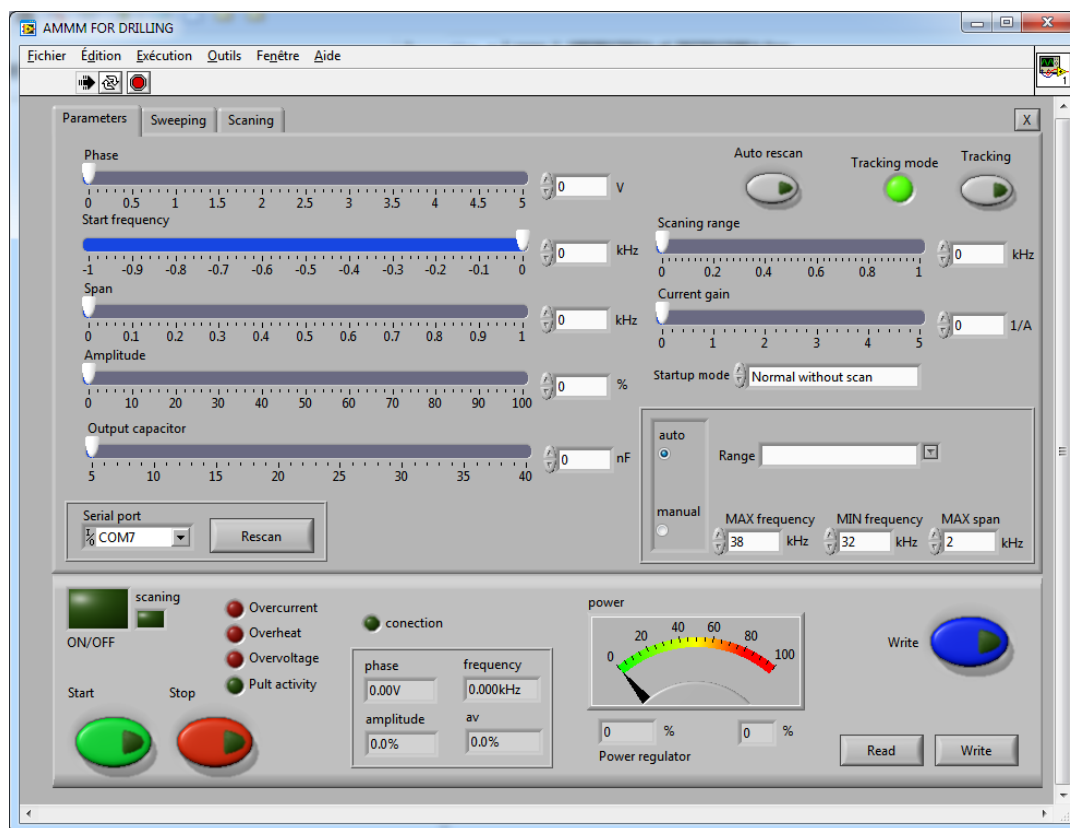 AMMM FOR DRILLING
Fichier Édition Exécution Outils Fenêtre Aide
1
Parameters Sweeping Scaning X
Phase
0 0.5 1 1.5 2 2.5 3 3.5 4 4.5 5
0 V
Start frequency
-1 -0.9 -0.8 -0.7 -0.6 -0.5 -0.4 -0.3 -0.2 -0.1 0
0 kHz
Span
0 0.1 0.2 0.3 0.4 0.5 0.6 0.7 0.8 0.9 1
0 kHz
Amplitude
0 10 20 30 40 50 60 70 80 90 100
0 %
Output capacitor
5 10 15 20 25 30 35 40
0 nF
Auto rescan Tracking mode Tracking
Scaning range
0 0.2 0.4 0.6 0.8 1
0 kHz
Current gain
0 1 2 3 4 5
0 1/A
Startup mode Normal without scan
auto
manual
Range
MAX frequency MIN frequency MAX span
38 kHz 32 kHz 2 kHz
Serial port
I/0 COM7
Rescan
scaning
ON/OFF
Overcurrent
Overheat
Overvoltage
Pult activity
Start Stop
conection
phase frequency
0.00V 0.000kHz
amplitude av
0.0% 0.0%
power
0 20 40 60 80 100
0 % 0 %
Power regulator
Write
Read Write